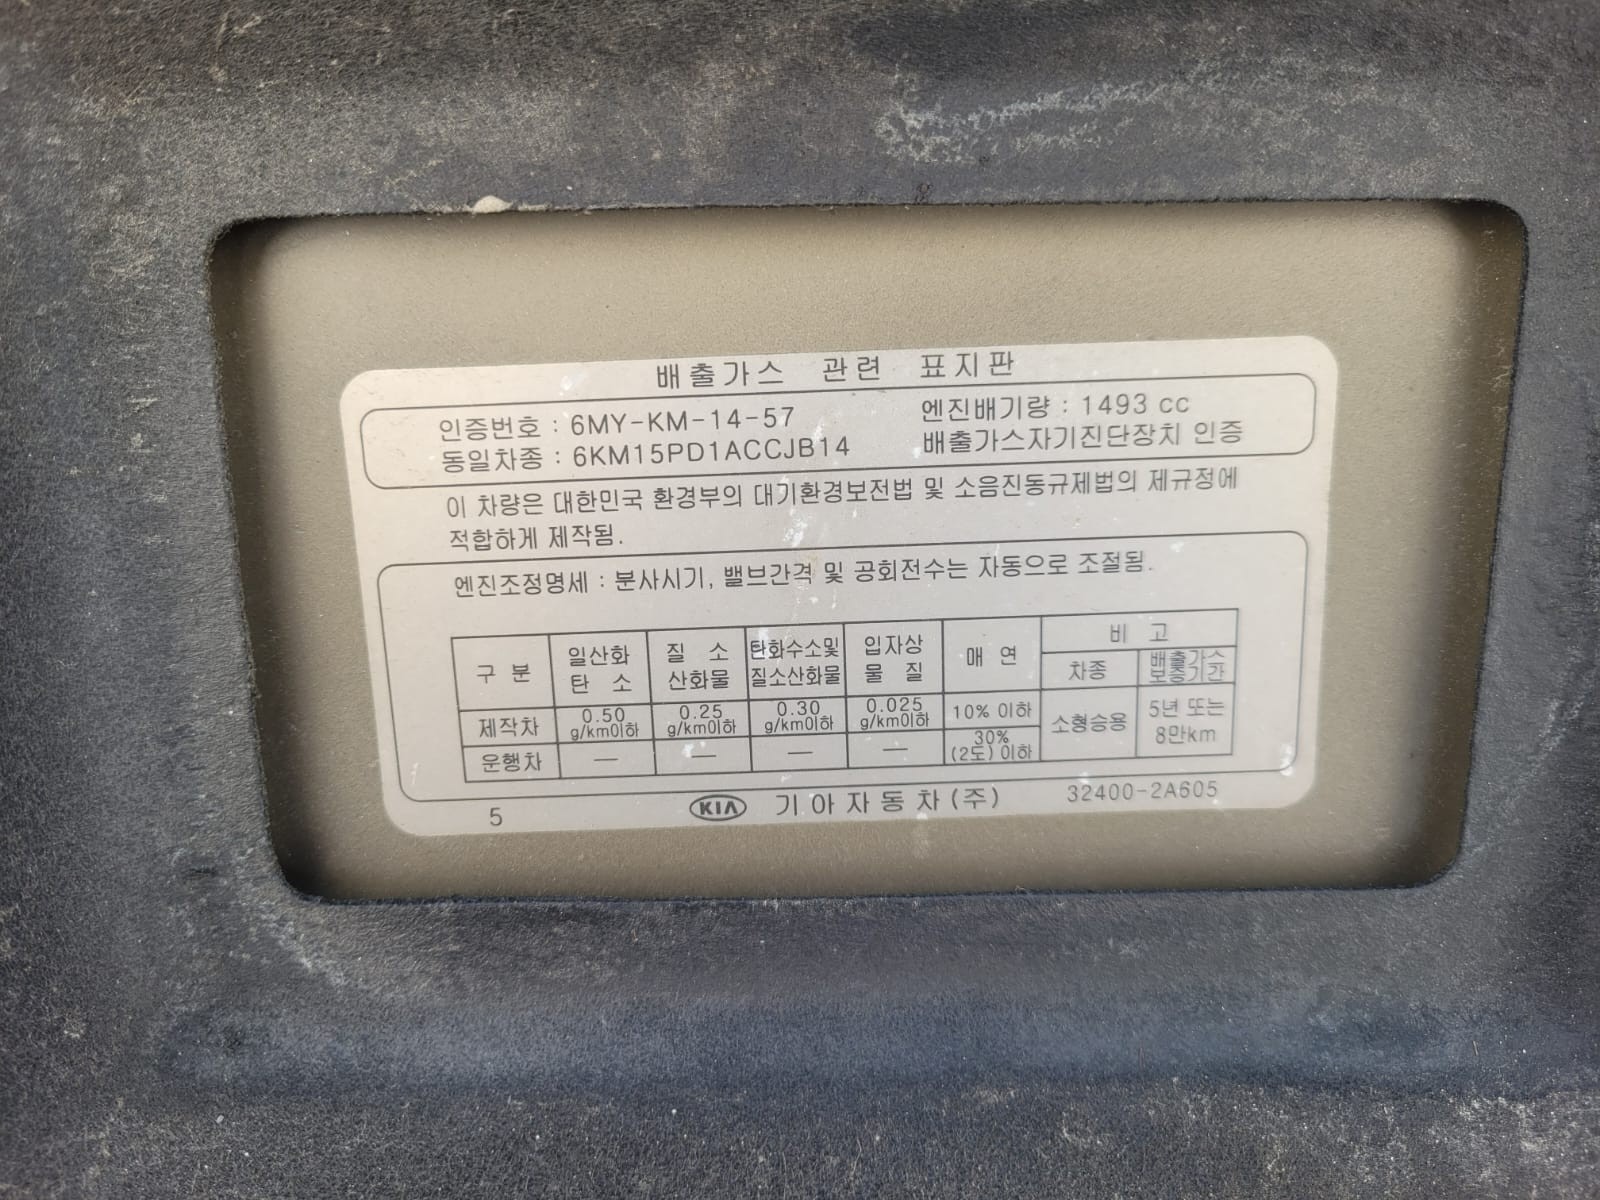 배출가스 관련 표지판
인증번호 : 6MY-KM-14-57 엔진배기량 : 1493 cc
동일차종 : 6KM15PD1ACCJB14 배출가스자기진단장치 인증
이 차량은 대한민국 환경부의 대기환경보전법 및 소음진동규제법의 제규정에
적합하게 제작됨.
엔진조정명세 : 분사시기, 밸브간격 및 공회전수는 자동으로 조절됨.
구 분 일산화 탄 소 질 소 산화물 탄화수소및 질소산화물 입자상 물 질 매 연 비 고
차종 배출가스 보증기간
제작차 0.50 g/km이하 0.25 g/km이하 0.30 g/km이하 0.025 g/km이하 10% 이하 소형승용 5년 또는 8만km
운행차 — — — — 30% (2도) 이하
5 KIA 기아자동차(주) 32400-2A605